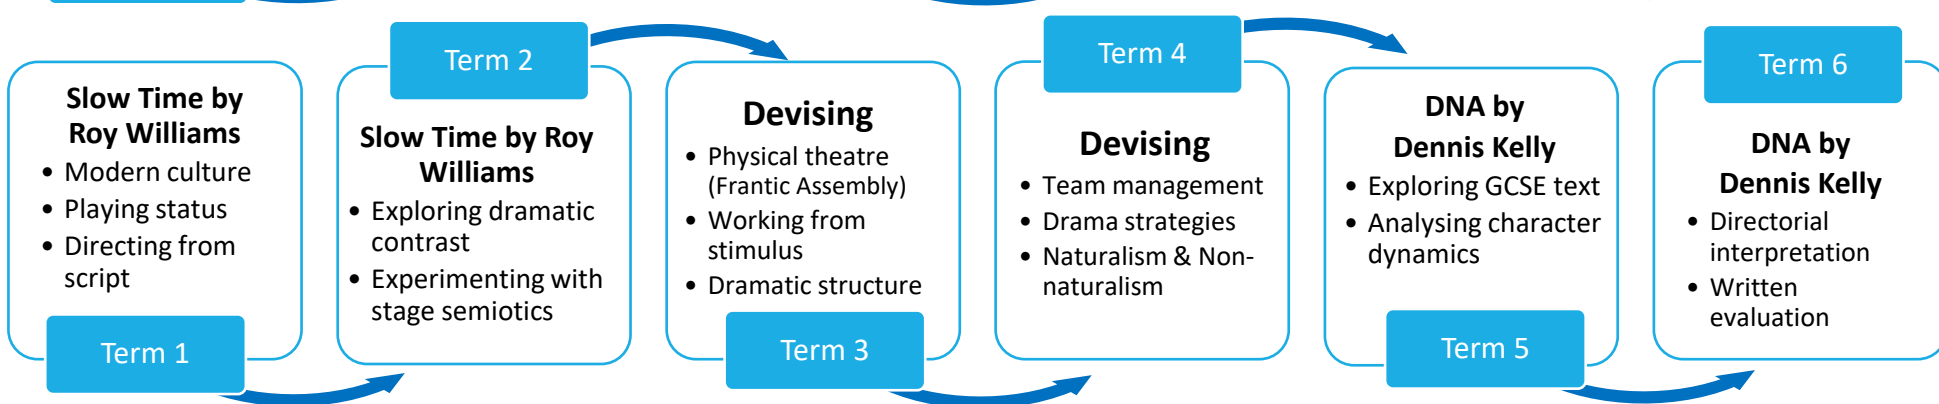 Slow Time by
Roy Williams
• Modern culture
• Playing status
• Directing from
script
Term 1
Term 2
Slow Time by Roy
Williams
• Exploring dramatic
contrast
• Experimenting with
stage semiotics
Devising
• Physical theatre
(Frantic Assembly)
• Working from
stimulus
• Dramatic structure
Term 3
Term 4
Devising
• Team management
• Drama strategies
• Naturalism & Non-
naturalism
DNA by
Dennis Kelly
• Exploring GCSE text
• Analysing character
dynamics
Term 5
Term 6
DNA by
Dennis Kelly
• Directorial
interpretation
• Written
evaluation